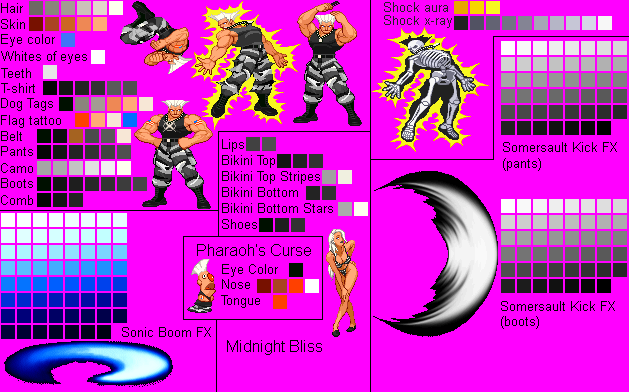 Hair
Skin
Eye color
Whites of eyes
Teeth
T-shirt
Dog Tags
Flag tattoo
Belt
Pants
Camo
Boots
Comb
Shock aura
Shock x-ray
Somersault Kick FX
(pants)
Lips
Bikini Top
Bikini Top Stripes
Bikini Bottom
Bikini Bottom Stars
Shoes
Pharaoh's Curse
Eye Color
Nose
Tongue
Midnight Bliss
Sonic Boom FX
Somersault Kick FX
(boots)